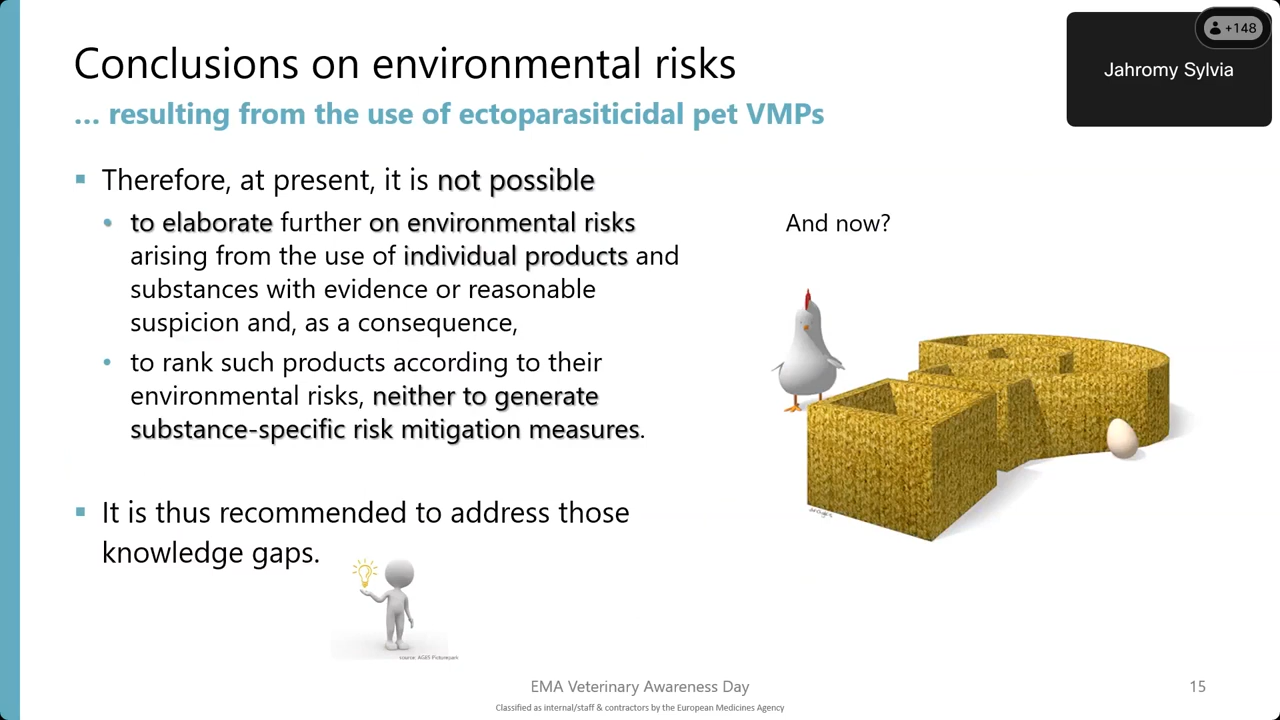 Conclusions on environmental risks
... resulting from the use of ectoparasiticidal pet VMPs
+148
Jahromy Sylvia
▪ Therefore, at present, it is not possible
• to elaborate further on environmental risks
arising from the use of individual products and
substances with evidence or reasonable
suspicion and, as a consequence,
• to rank such products according to their
environmental risks, neither to generate
substance-specific risk mitigation measures.
▪ It is thus recommended to address those
knowledge gaps.
And now?
source: AGES Picturepark
EMA Veterinary Awareness Day
15
Classified as internal/staff & contractors by the European Medicines Agency